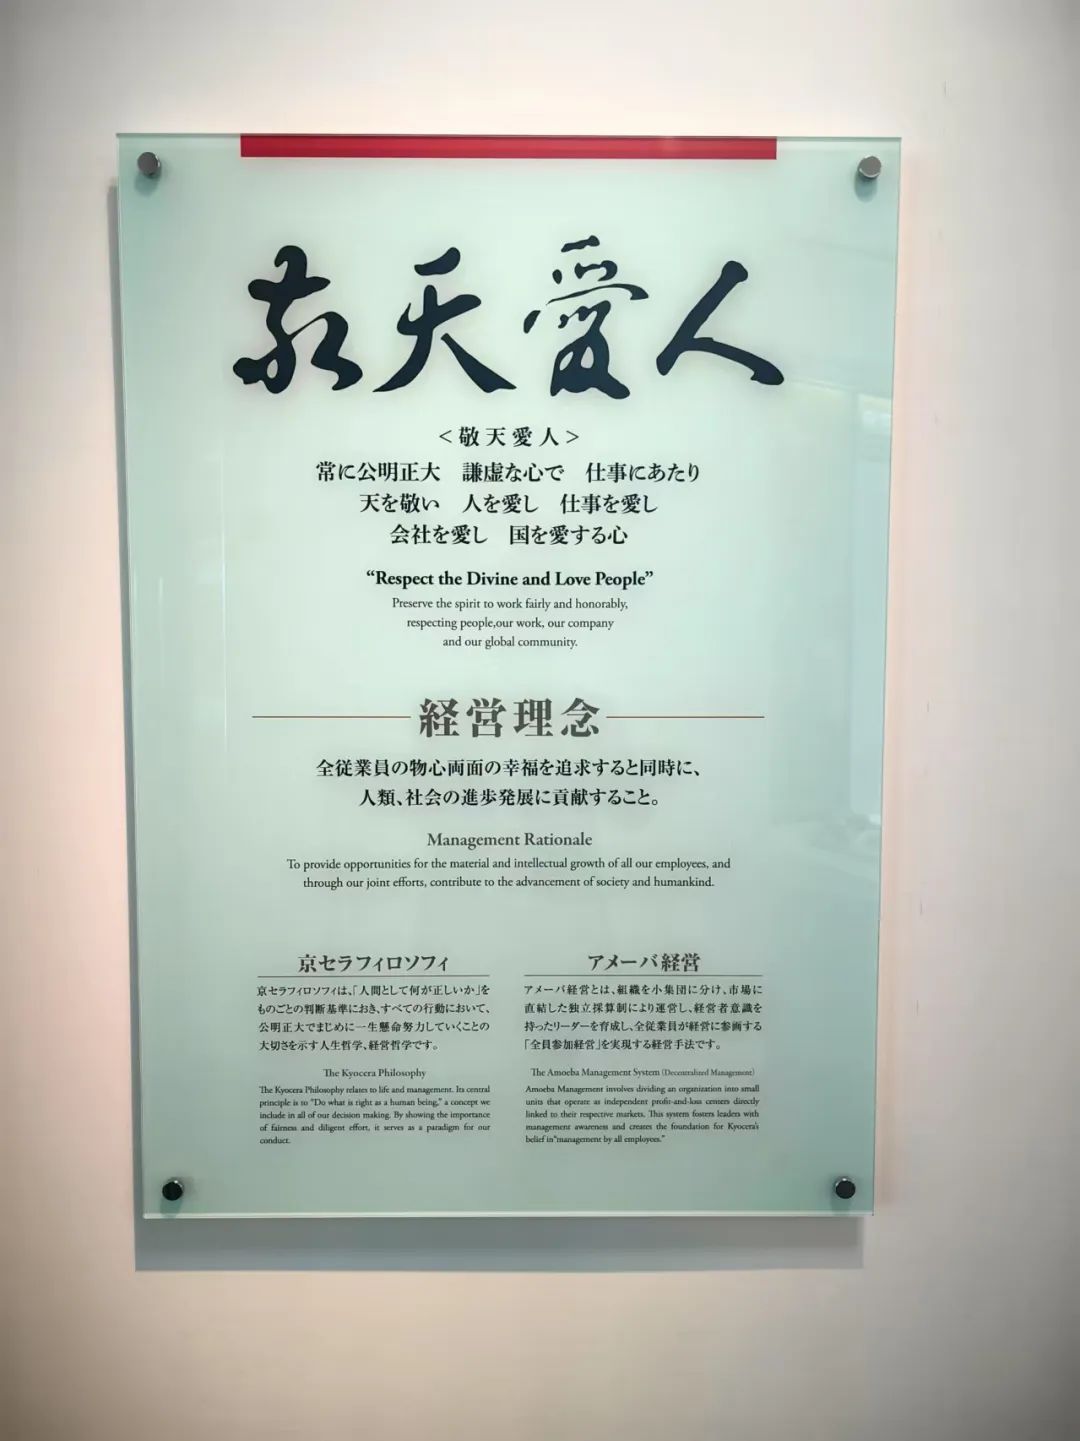 敬天愛人
＜敬天愛人＞
常に公明正大　謙虚な心で　仕事にあたり
天を敬い　人を愛し　仕事を愛し
会社を愛し　国を愛する心
“Respect the Divine and Love People”
Preserve the spirit to work fairly and honorably,
respecting people,our work, our company
and our global community.
経営理念
全従業員の物心両面の幸福を追求すると同時に、
人類、社会の進歩発展に貢献すること。
Management Rationale
To provide opportunities for the material and intellectual growth of all our employees, and
through our joint efforts, contribute to the advancement of society and humankind.
京セラフィロソフィ
京セラフィロソフィは、「人間として何が正しいか」を
ものごとの判断基準におき、すべての行動において、
公明正大でまじめに一生懸命努力していくことの
大切さを示す人生哲学、経営哲学です。
The Kyocera Philosophy
The Kyocera Philosophy relates to life and management. Its central
principle is to “Do what is right as a human being,” a concept we
include in all of our decision making. By showing the importance
of fairness and diligent effort, it serves as a paradigm for our
conduct.
アメーバ経営
アメーバ経営とは、組織を小集団に分け、市場に
直結した独立採算制により運営し、経営者意識を
持ったリーダーを育成し、全従業員が経営に参画する
「全員参加経営」を実現する経営手法です。
The Amoeba Management System (Decentralized Management)
Amoeba Management involves dividing an organization into small
units that operate as independent profit-and-loss centers directly
linked to their respective markets. This system fosters leaders with
management awareness and creates the foundation for Kyocera's
belief in“management by all employees.”